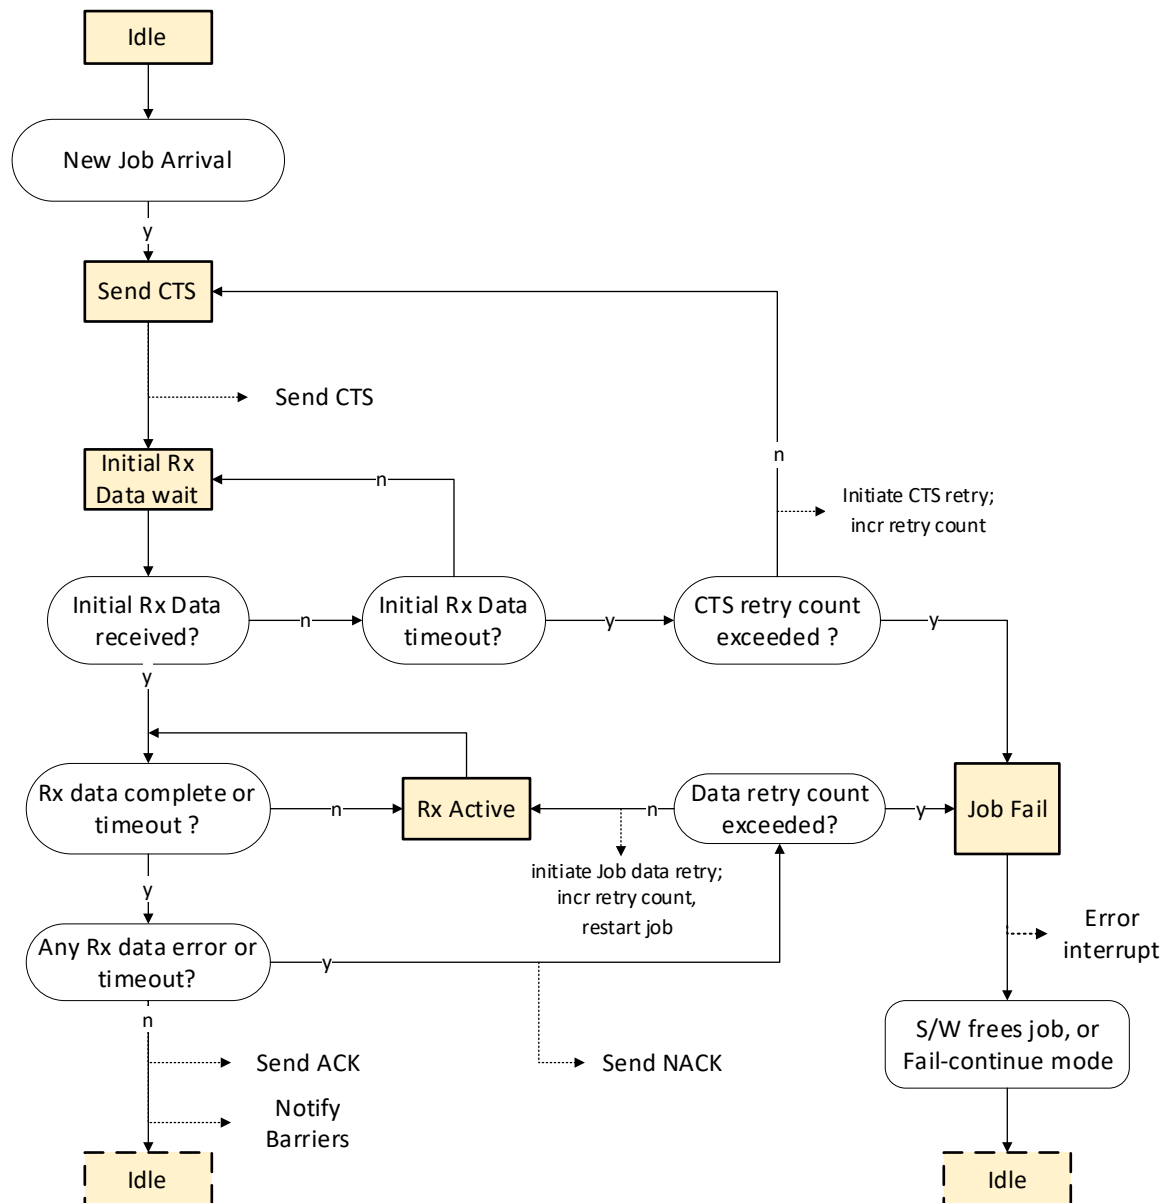 Idle
New Job Arrival
y
Send CTS
Send CTS
n
Initial Rx
Data wait
n
Initiate CTS retry;
incr retry count
Initial Rx Data
received?
n
Initial Rx Data
timeout?
y
CTS retry count
exceeded ?
y
y
Rx data complete or
timeout ?
n
Rx Active
n
Data retry count
exceeded?
y
Job Fail
initiate Job data retry;
incr retry count,
restart job
y
Any Rx data error or
timeout?
y
Error
interrupt
n
Send ACK
Send NACK
S/W frees job, or
Fail-continue mode
Notify
Barriers
Idle
Idle